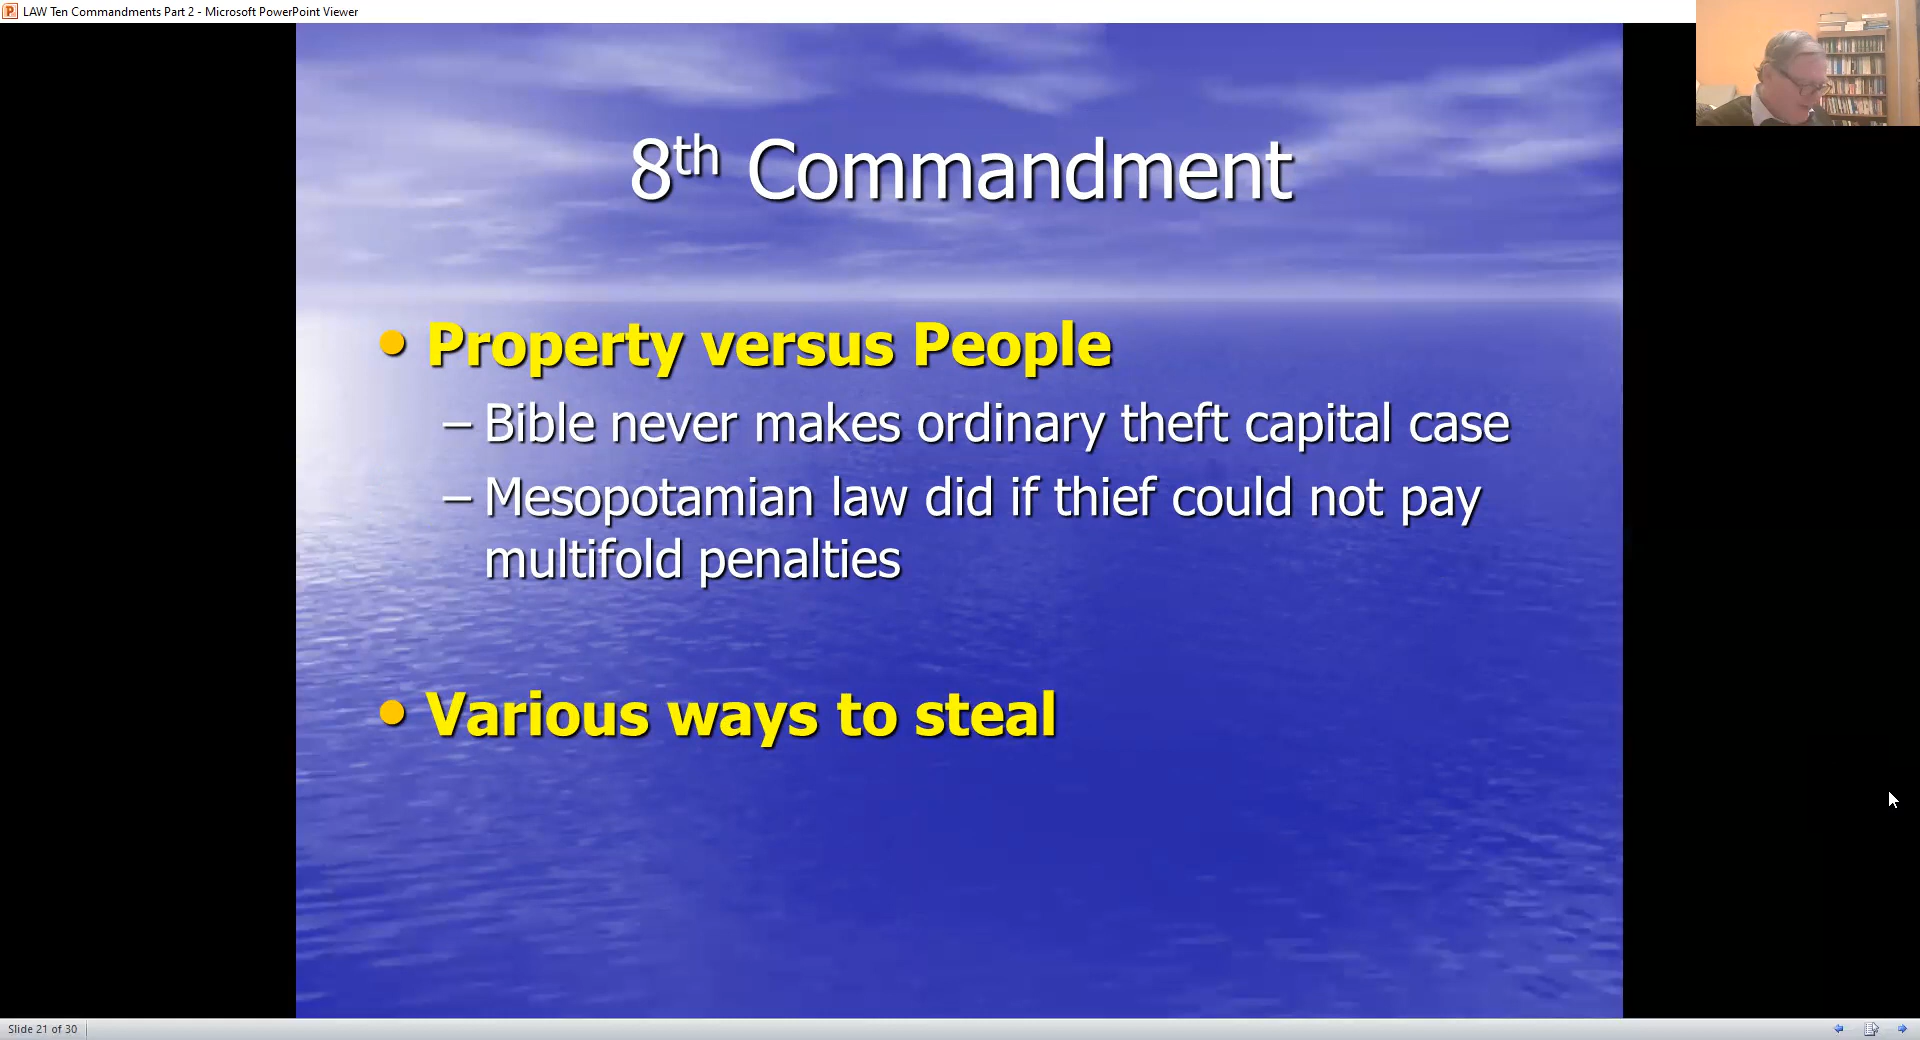 LAW Ten Commandments Part 2 - Microsoft PowerPoint Viewer
8th Commandment
• Property versus People
– Bible never makes ordinary theft capital case
– Mesopotamian law did if thief could not pay
multifold penalties
• Various ways to steal
Slide 21 of 30